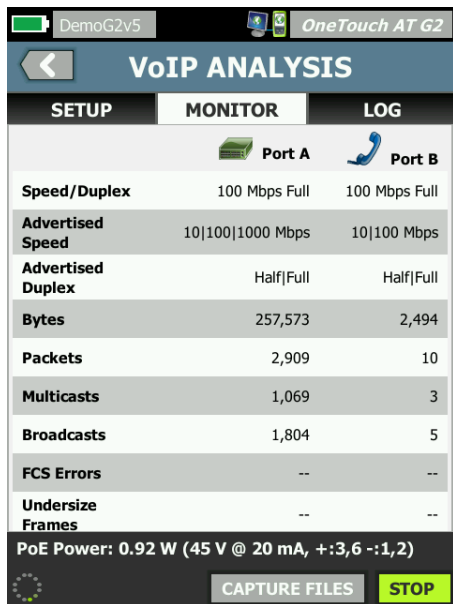 DemoG2v5 OneTouch AT G2
VoIP ANALYSIS
SETUP MONITOR LOG
Port A Port B
Speed/Duplex 100 Mbps Full 100 Mbps Full
Advertised
Speed 10|100|1000 Mbps 10|100 Mbps
Advertised
Duplex Half|Full Half|Full
Bytes 257,573 2,494
Packets 2,909 10
Multicasts 1,069 3
Broadcasts 1,804 5
FCS Errors -- --
Undersize
Frames -- --
PoE Power: 0.92 W (45 V @ 20 mA, +:3,6 -:1,2)
CAPTURE FILES STOP